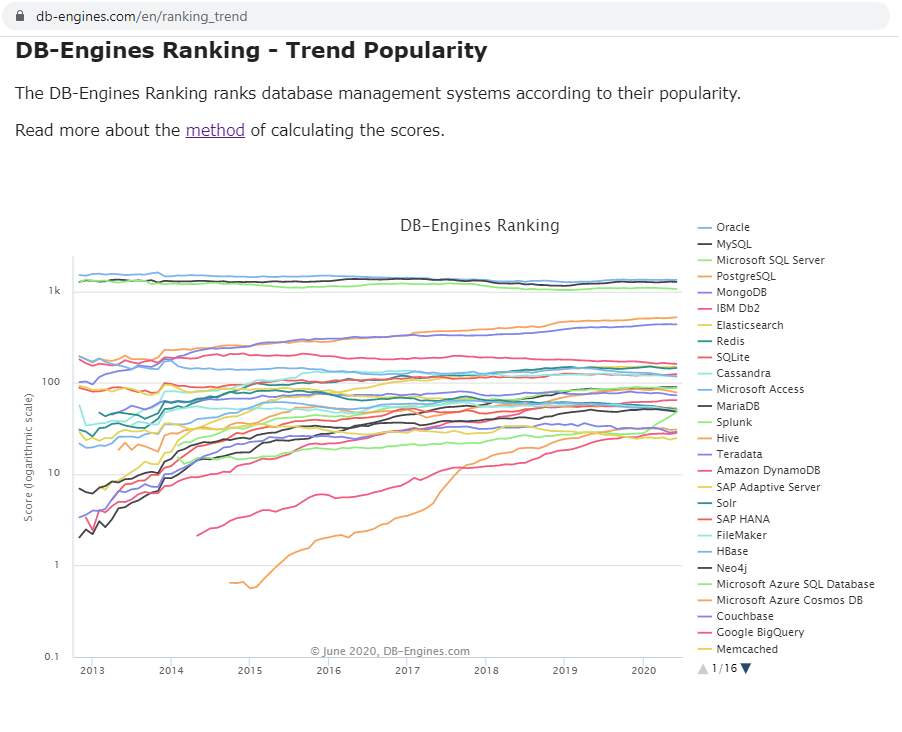 db-engines.com/en/ranking_trend
DB-Engines Ranking - Trend Popularity
The DB-Engines Ranking ranks database management systems according to their popularity.
Read more about the method of calculating the scores.
DB-Engines Ranking
Score (logarithmic scale)
1k
100
10
1
0.1
2013 2014 2015 2016 2017 2018 2019 2020
© June 2020, DB-Engines.com
Oracle
MySQL
Microsoft SQL Server
PostgreSQL
MongoDB
IBM Db2
Elasticsearch
Redis
SQLite
Cassandra
Microsoft Access
MariaDB
Splunk
Hive
Teradata
Amazon DynamoDB
SAP Adaptive Server
Solr
SAP HANA
FileMaker
HBase
Neo4j
Microsoft Azure SQL Database
Microsoft Azure Cosmos DB
Couchbase
Google BigQuery
Memcached
1/16